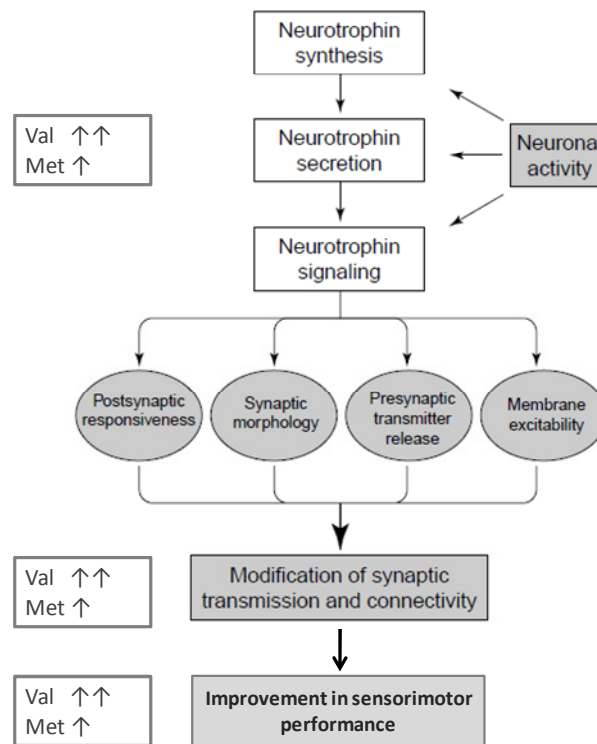 Neurotrophin
synthesis
Val ↑↑
Met ↑
Neurotrophin
secretion
Neurona
activity
Neurotrophin
signaling
Postsynaptic
responsiveness
Synaptic
morphology
Presynaptic
transmitter
release
Membrane
excitability
Val ↑↑
Met ↑
Modification of synaptic
transmission and connectivity
Val ↑↑
Met ↑
Improvement in sensorimotor
performance